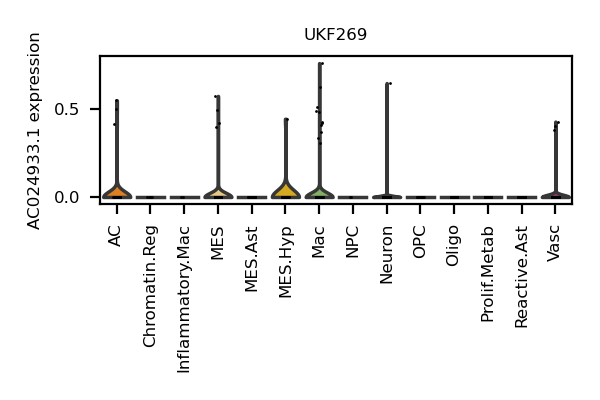 UKF269
AC024933.1 expression
0.5
0.0
AC
Chromatin.Reg
Inflammatory.Mac
MES
MES.Ast
MES.Hyp
Mac
NPC
Neuron
OPC
Oligo
Prolif.Metab
Reactive.Ast
Vasc